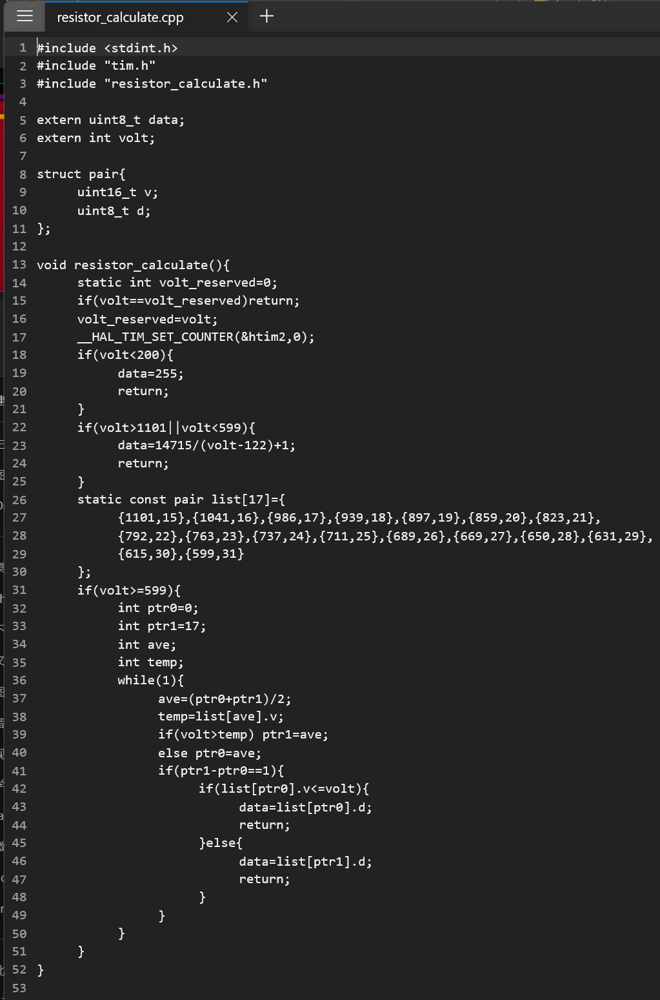 resistor_calculate.cpp
1 #include <stdint.h>
2 #include "tim.h"
3 #include "resistor_calculate.h"
4
5 extern uint8_t data;
6 extern int volt;
7
8 struct pair{
9 uint16_t v;
10 uint8_t d;
11 };
12
13 void resistor_calculate(){
14 static int volt_reserved=0;
15 if(volt==volt_reserved)return;
16 volt_reserved=volt;
17 __HAL_TIM_SET_COUNTER(&htim2,0);
18 if(volt<200){
19 data=255;
20 return;
21 }
22 if(volt>1101||volt<599){
23 data=14715/(volt-122)+1;
24 return;
25 }
26 static const pair list[17]={
27 {1101,15},{1041,16},{986,17},{939,18},{897,19},{859,20},{823,21},
28 {792,22},{763,23},{737,24},{711,25},{689,26},{669,27},{650,28},{631,29},
29 {615,30},{599,31}
30 };
31 if(volt>=599){
32 int ptr0=0;
33 int ptr1=17;
34 int ave;
35 int temp;
36 while(1){
37 ave=(ptr0+ptr1)/2;
38 temp=list[ave].v;
39 if(volt>temp) ptr1=ave;
40 else ptr0=ave;
41 if(ptr1-ptr0==1){
42 if(list[ptr0].v<=volt){
43 data=list[ptr0].d;
44 return;
45 }else{
46 data=list[ptr1].d;
47 return;
48 }
49 }
50 }
51 }
52 }
53